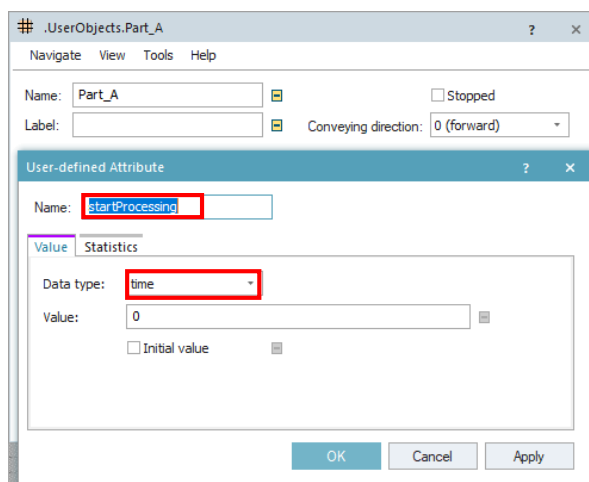 .UserObjects.Part_A ? ×
Navigate View Tools Help
Name: Part_A Stopped
Label: Conveying direction: 0 (forward)
User-defined Attribute ? ×
Name: startProcessing
Value Statistics
Data type: time
Value: 0
Initial value
OK Cancel Apply